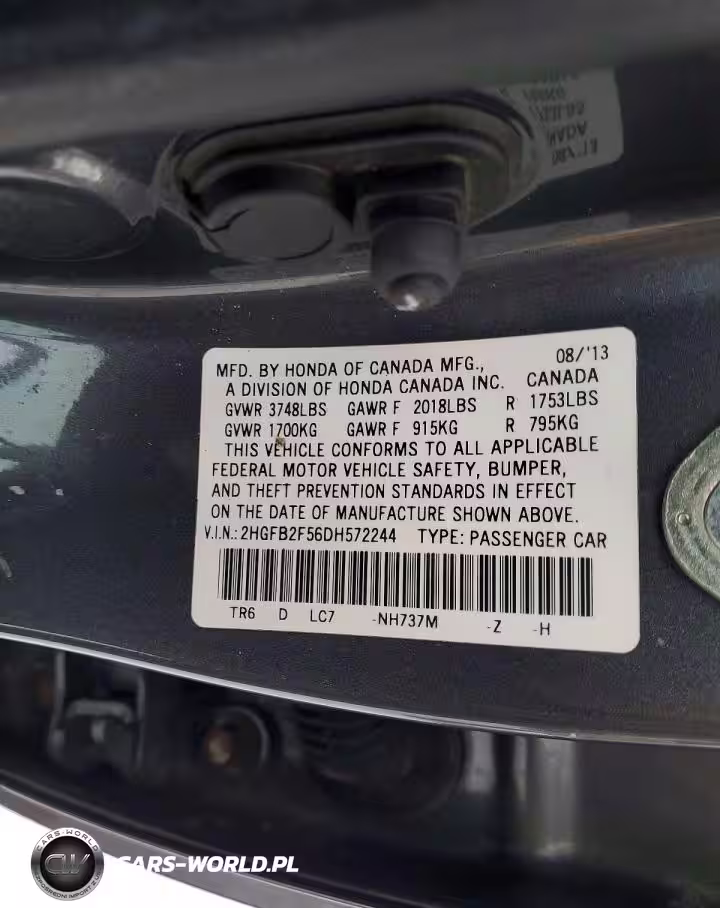 MFD. BY HONDA OF CANADA MFG., 08/'13
A DIVISION OF HONDA CANADA INC. CANADA
GVWR 3748LBS GAWR F 2018LBS R 1753LBS
GVWR 1700KG GAWR F 915KG R 795KG
THIS VEHICLE CONFORMS TO ALL APPLICABLE
FEDERAL MOTOR VEHICLE SAFETY, BUMPER,
AND THEFT PREVENTION STANDARDS IN EFFECT
ON THE DATE OF MANUFACTURE SHOWN ABOVE.
V.I.N.: 2HGFB2F56DH572244 TYPE: PASSENGER CAR
TR6 D LC7 -NH737M -Z -H
CARS-WORLD
CW
CARS-WORLD.PL